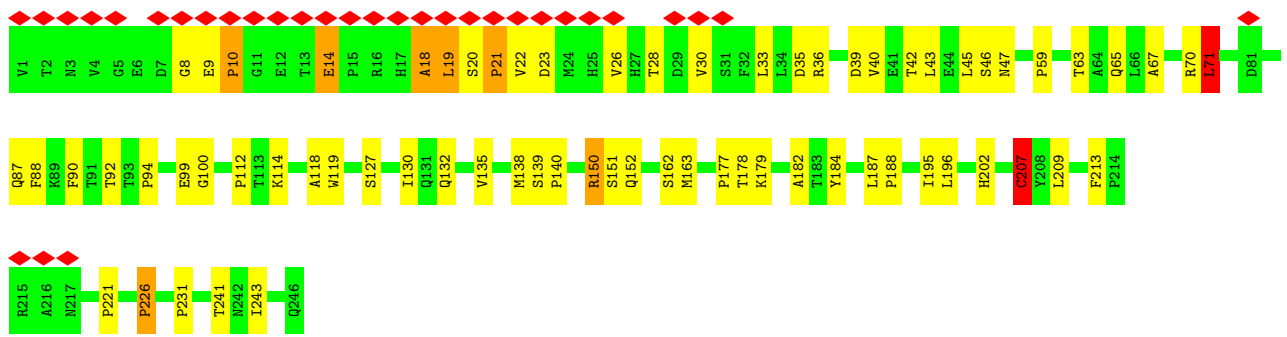 V1 T2 N3 V4 G5 E6 D7 G8 E9 P10 G11 E12 T13 E14 P15 R16 H17 A18 L19 S20 P21 V22 D23 M24 H25 V26 H27 T28 D29 V30 S31 F32 L33 L34 D35 R36 D39 V40 E41 T42 L43 E44 L45 S46 N47 P59 T63 A64 Q65 L66 A67 R70 L71 D81
Q87 F88 K89 F90 T91 T92 T93 P94 E99 G100 P112 T113 K114 A118 W119 S127 I130 Q131 Q132 V135 M138 S139 P140 R150 S151 Q152 S162 M163 P177 T178 K179 A182 T183 Y184 L187 P188 I195 L196 H202 C207 Y208 L209 F213 P214
R215 A216 N217 P221 P226 P231 T241 N242 I243 Q246